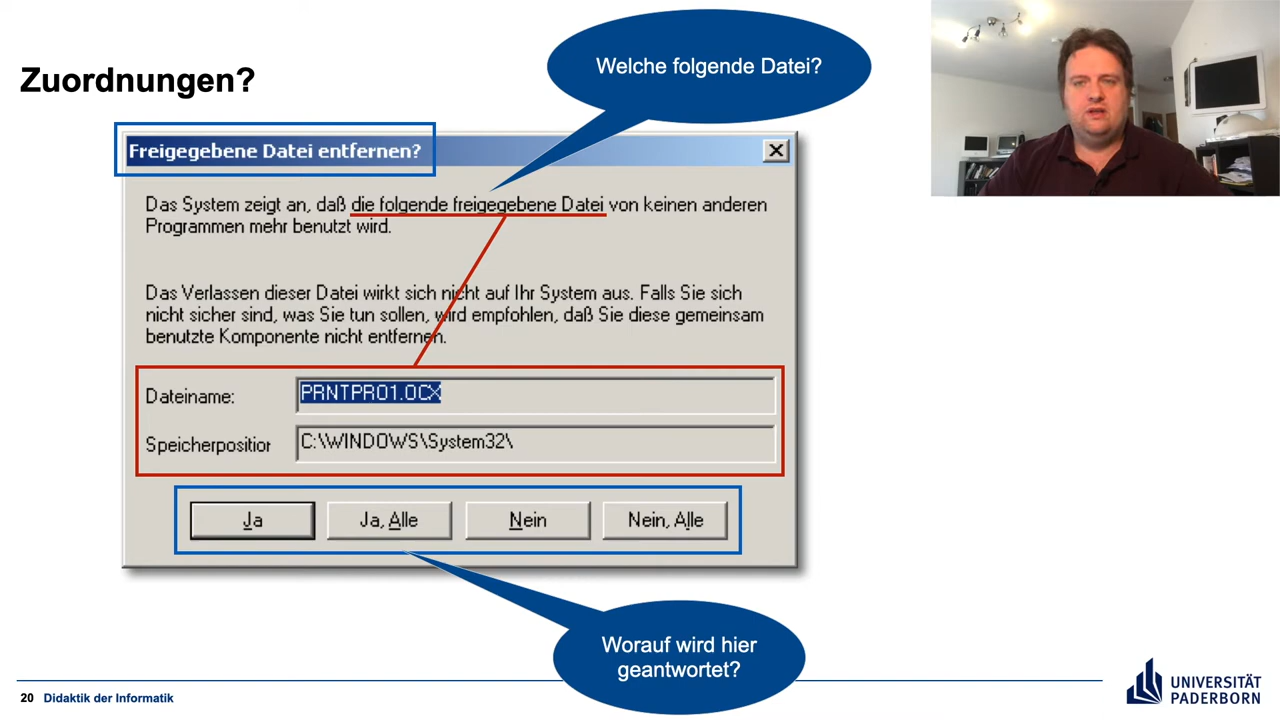 Zuordnungen?
Welche folgende Datei?
Freigegebene Datei entfernen?
Das System zeigt an, daß die folgende freigegebene Datei von keinen anderen
Programmen mehr benutzt wird.
Das Verlassen dieser Datei wirkt sich nicht auf Ihr System aus. Falls Sie sich
nicht sicher sind, was Sie tun sollen, wird empfohlen, daß Sie diese gemeinsam
benutzte Komponente nicht entfernen.
Dateiname:
PRNTPRO1.OCX
Speicherposition
C:\WINDOWS\System32\
Ja
Ja, Alle
Nein
Nein, Alle
Worauf wird hier
geantwortet?
20 Didaktik der Informatik
UNIVERSITÄT
PADERBORN